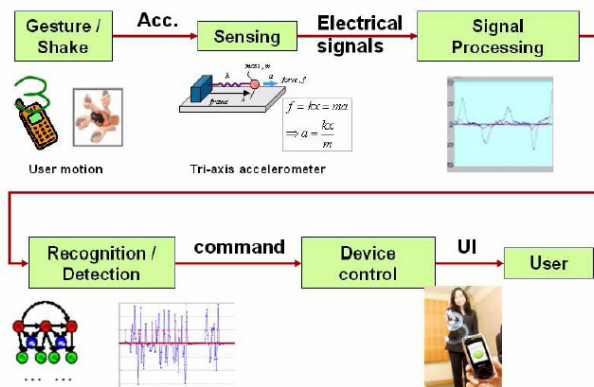 Gesture /
Shake
Acc.
Sensing
Electrical
signals
Signal
Processing
mass, m
k
a
force, f
frame
x
f = kx = ma
⇒ a = kx
m
User motion
Tri-axis accelerometer
Recognition /
Detection
command
Device
control
UI
User
... ...